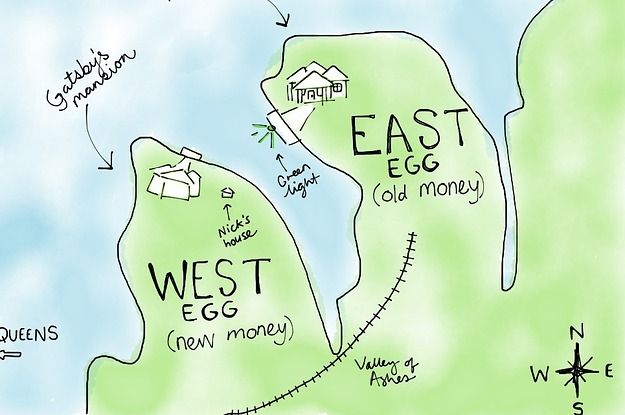 Gatsby's
mansion
EAST
EGG
(old money)
Green
light
Nick's
house
WEST
EGG
(new money)
QUEENS
Valley of
Ashes
N
W
E
S